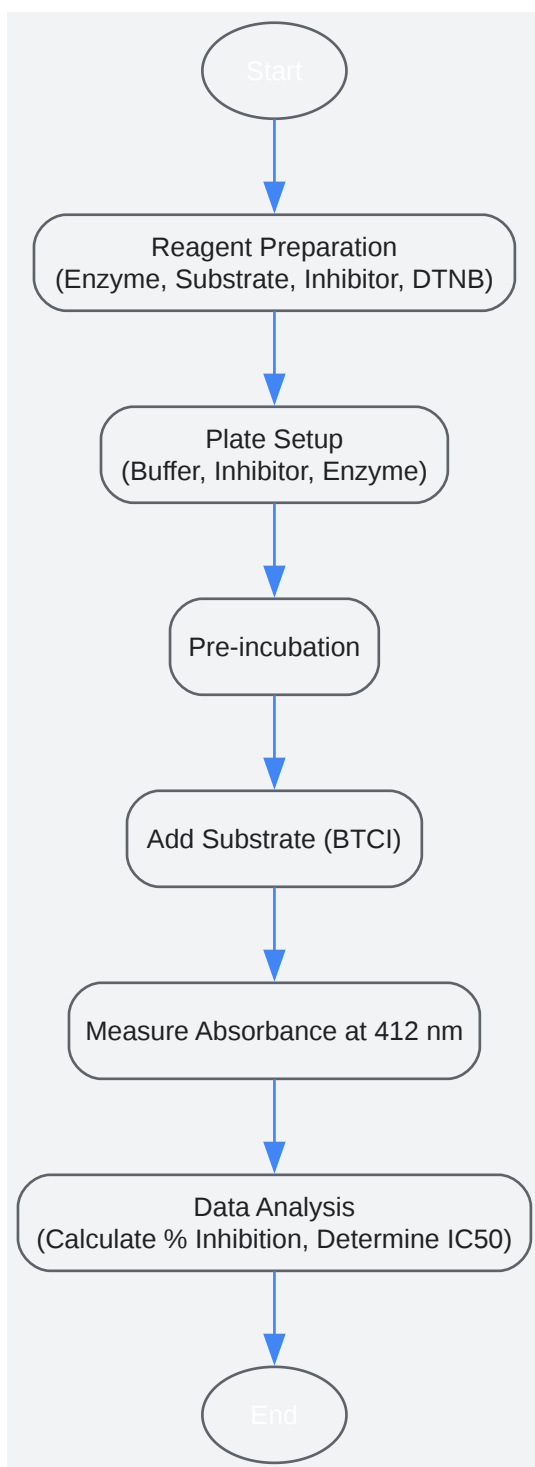 Start
Reagent Preparation
(Enzyme, Substrate, Inhibitor, DTNB)
Plate Setup
(Buffer, Inhibitor, Enzyme)
Pre-incubation
Add Substrate (BTCI)
Measure Absorbance at 412 nm
Data Analysis
(Calculate % Inhibition, Determine IC50)
End